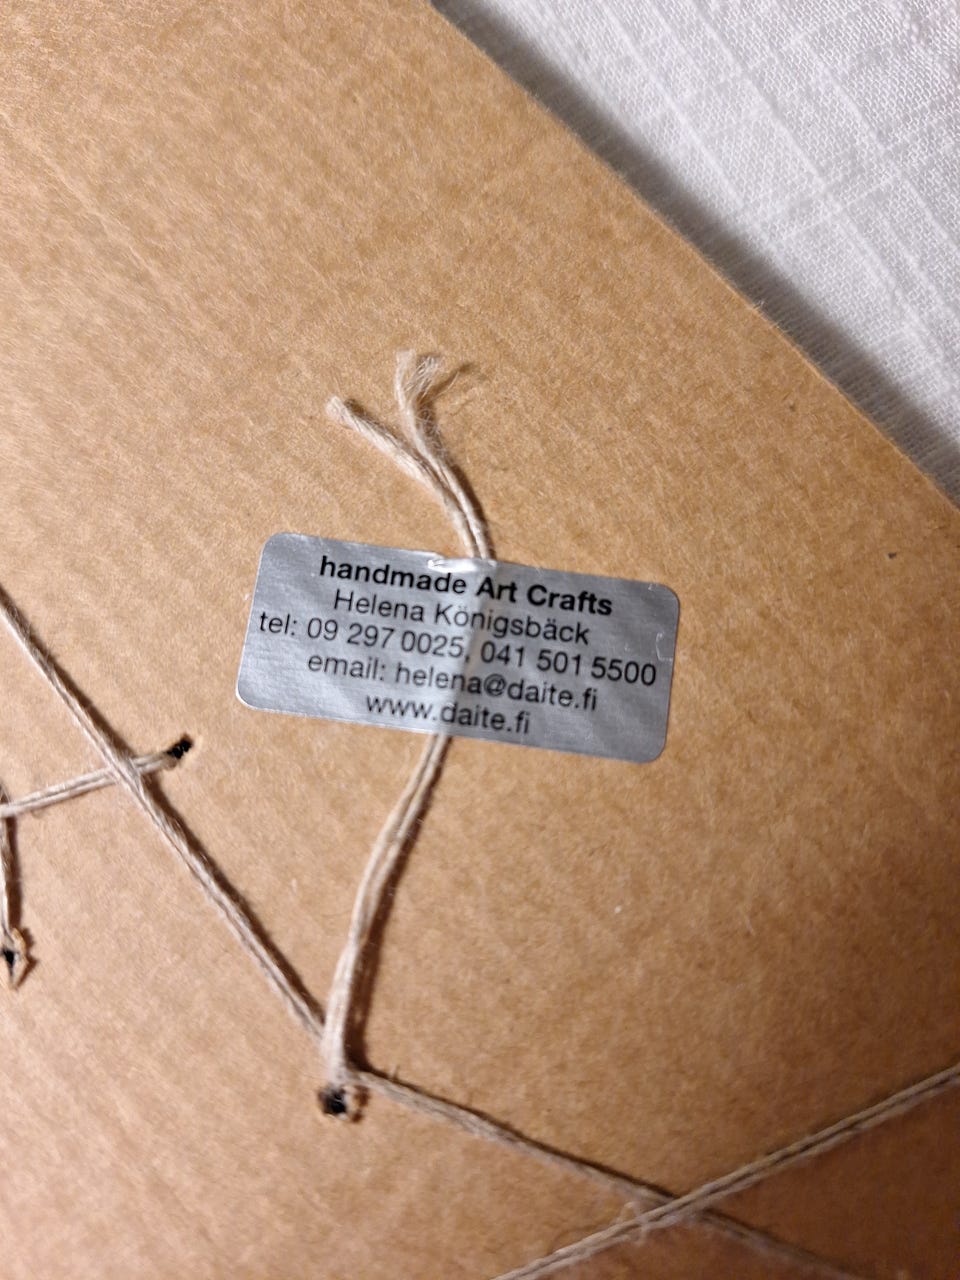 handmade Art Crafts
Helena Königsbäck
tel: 09 297 0025, 041 501 5500
email: helena@daite.fi
www.daite.fi